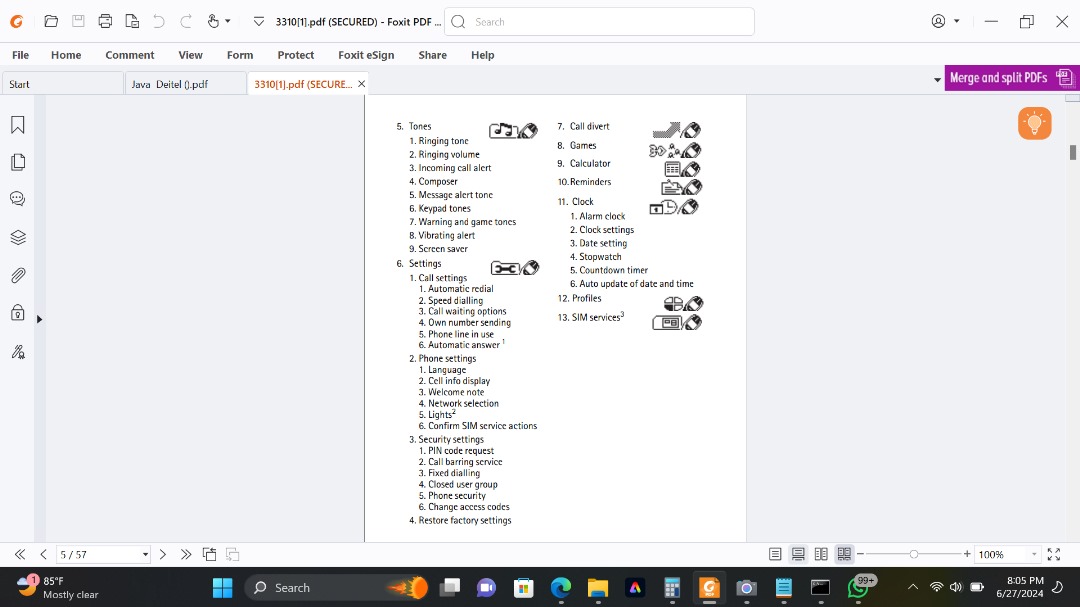 3310[1].pdf (SECURED) - Foxit PDF ...
Search
File Home Comment View Form Protect Foxit eSign Share Help
Start
Java Deitel ().pdf
3310[1].pdf (SECURE...
Merge and split PDFs
5. Tones
1. Ringing tone
2. Ringing volume
3. Incoming call alert
4. Composer
5. Message alert tone
6. Keypad tones
7. Warning and game tones
8. Vibrating alert
9. Screen saver
6. Settings
1. Call settings
1. Automatic redial
2. Speed dialling
3. Call waiting options
4. Own number sending
5. Phone line in use
6. Automatic answer 1
2. Phone settings
1. Language
2. Cell info display
3. Welcome note
4. Network selection
5. Lights2
6. Confirm SIM service actions
3. Security settings
1. PIN code request
2. Call barring service
3. Fixed dialling
4. Closed user group
5. Phone security
6. Change access codes
4. Restore factory settings
7. Call divert
8. Games
9. Calculator
10. Reminders
11. Clock
1. Alarm clock
2. Clock settings
3. Date setting
4. Stopwatch
5. Countdown timer
6. Auto update of date and time
12. Profiles
13. SIM services3
5 / 57
100%
1
85°F
Mostly clear
Search
99+
8:05 PM
6/27/2024